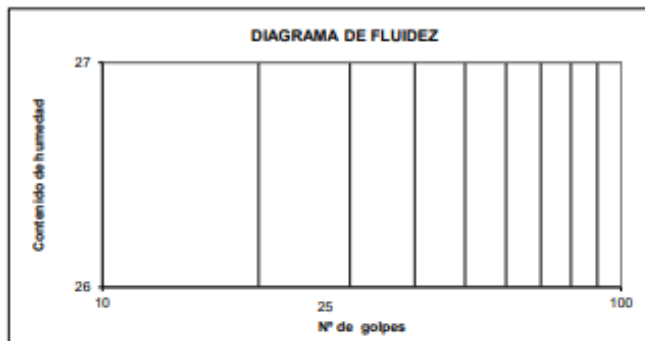 DIAGRAMA DE FLUIDEZ
27
Contenido de humedad
26
10 25 100
Nº de golpes